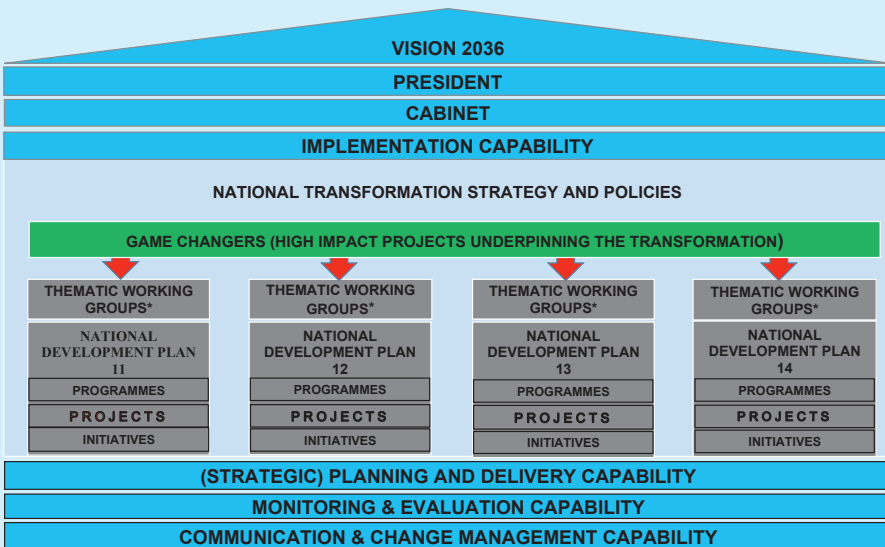 VISION 2036
PRESIDENT
CABINET
IMPLEMENTATION CAPABILITY
NATIONAL TRANSFORMATION STRATEGY AND POLICIES
GAME CHANGERS (HIGH IMPACT PROJECTS UNDERPINNING THE TRANSFORMATION)
THEMATIC WORKING
GROUPS*
NATIONAL
DEVELOPMENT PLAN
11
PROGRAMMES
PROJECTS
INITIATIVES
THEMATIC WORKING
GROUPS*
NATIONAL
DEVELOPMENT PLAN
12
PROGRAMMES
PROJECTS
INITIATIVES
THEMATIC WORKING
GROUPS*
NATIONAL
DEVELOPMENT PLAN
13
PROGRAMMES
PROJECTS
INITIATIVES
THEMATIC WORKING
GROUPS*
NATIONAL
DEVELOPMENT PLAN
14
PROGRAMMES
PROJECTS
INITIATIVES
(STRATEGIC) PLANNING AND DELIVERY CAPABILITY
MONITORING & EVALUATION CAPABILITY
COMMUNICATION & CHANGE MANAGEMENT CAPABILITY